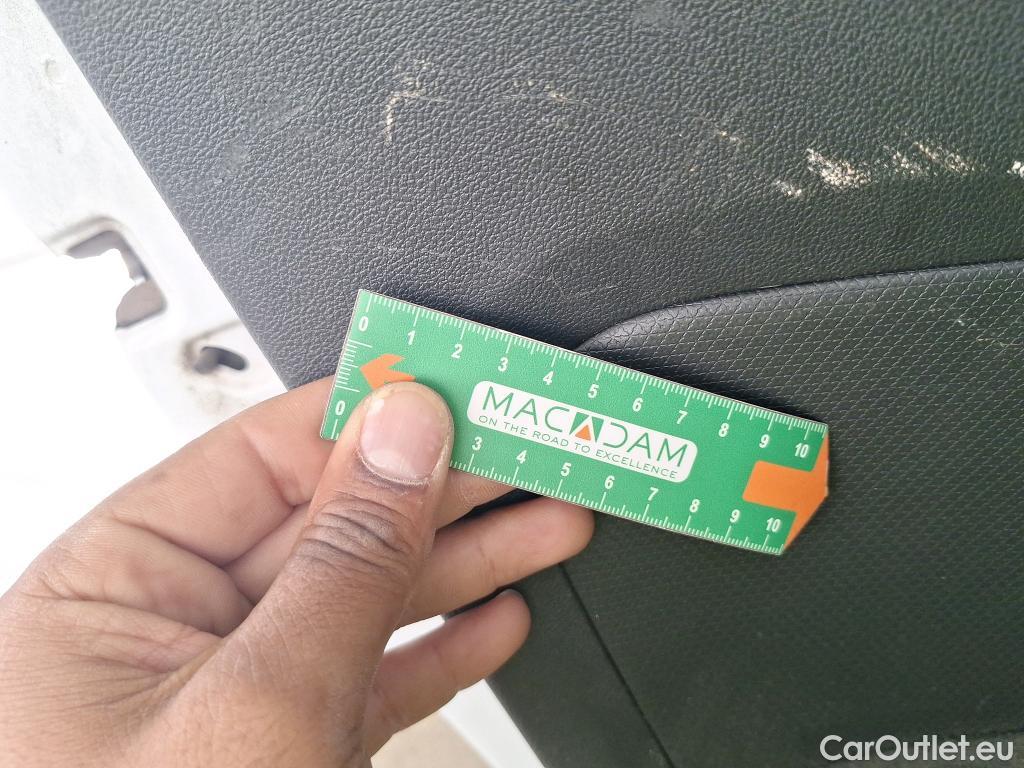 0 1 2 3 4 5 6 7 8 9 10
MACADAM
ON THE ROAD TO EXCELLENCE
0 3 4 5 6 7 8 9 10
CarOutlet.eu